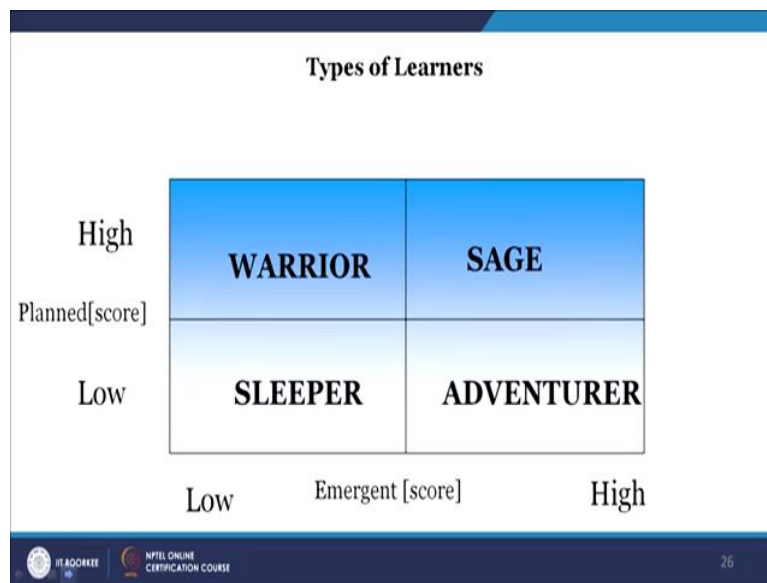 Types of Learners
High
WARRIOR
SAGE
Planned[score]
Low
SLEEPER
ADVENTURER
Low
Emergent [score]
High
IIT ROORKEE
NPTEL ONLINE
CERTIFICATION COURSE
26